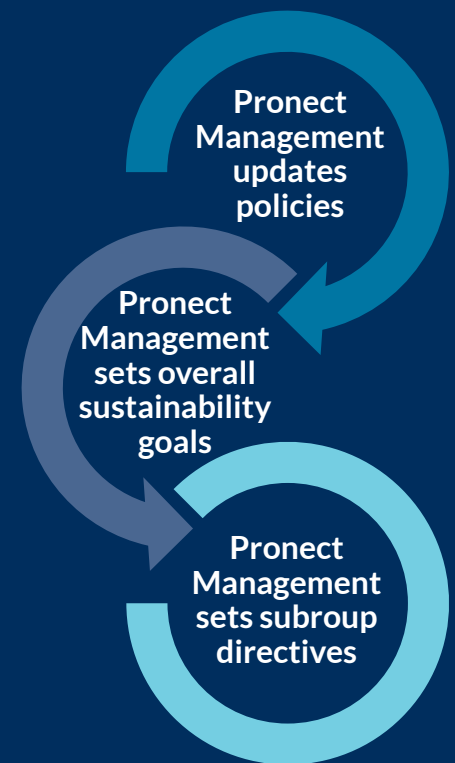 Pronect
Management
updates
policies
Pronect
Management
sets overall
sustainability
goals
Pronect
Management
sets subroup
directives